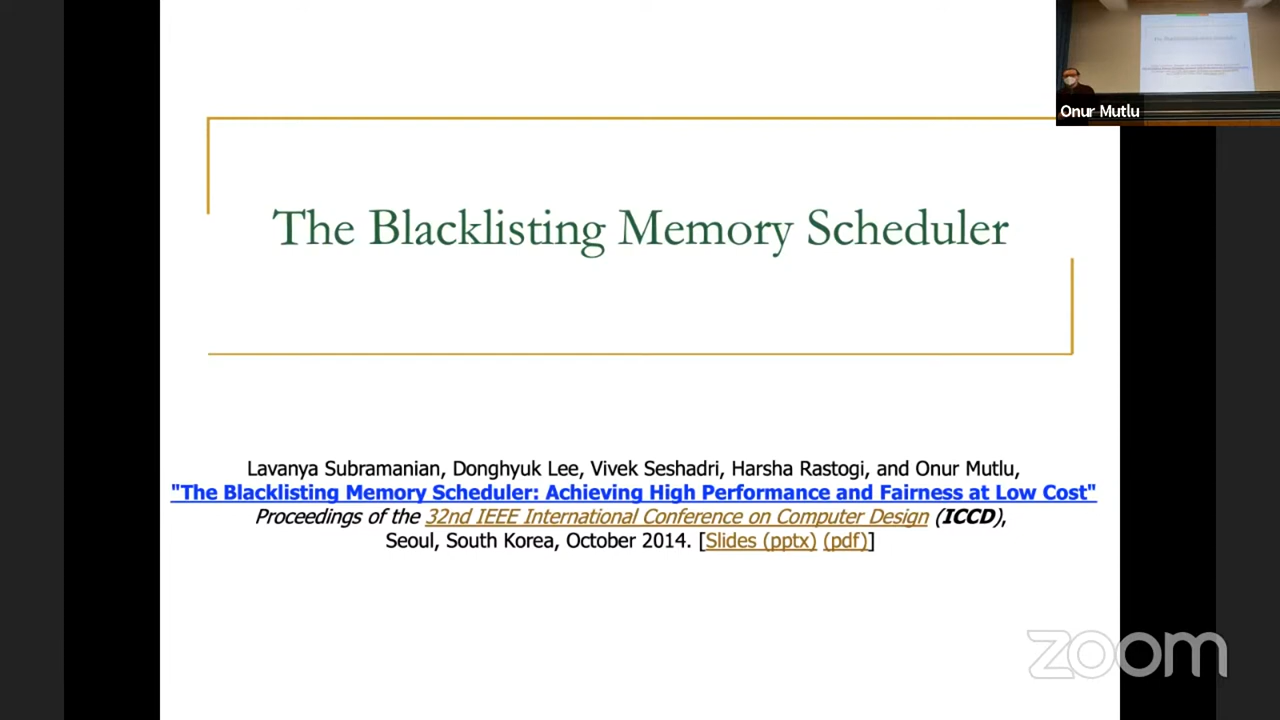 Onur Mutlu
The Blacklisting Memory Scheduler
Lavanya Subramanian, Donghyuk Lee, Vivek Seshadri, Harsha Rastogi, and Onur Mutlu,
"The Blacklisting Memory Scheduler: Achieving High Performance and Fairness at Low Cost"
Proceedings of the 32nd IEEE International Conference on Computer Design (ICCD),
Seoul, South Korea, October 2014. [Slides (pptx) (pdf)]
zoom